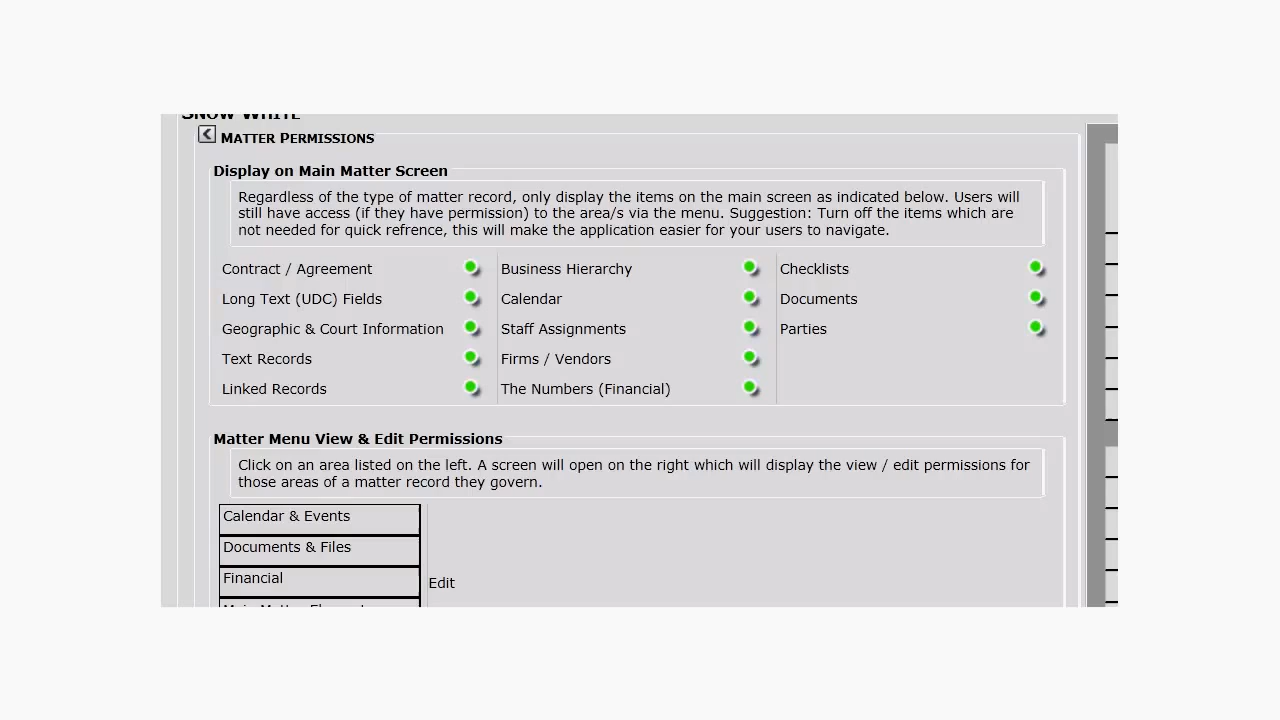 SNOW WHITE
MATTER PERMISSIONS
Display on Main Matter Screen
Regardless of the type of matter record, only display the items on the main screen as indicated below. Users will
still have access (if they have permission) to the area/s via the menu. Suggestion: Turn off the items which are
not needed for quick refrence, this will make the application easier for your users to navigate.
Contract / Agreement
Long Text (UDC) Fields
Geographic & Court Information
Text Records
Linked Records
Business Hierarchy
Calendar
Staff Assignments
Firms / Vendors
The Numbers (Financial)
Checklists
Documents
Parties
Matter Menu View & Edit Permissions
Click on an area listed on the left. A screen will open on the right which will display the view / edit permissions for
those areas of a matter record they govern.
Calendar & Events
Documents & Files
Financial
Edit